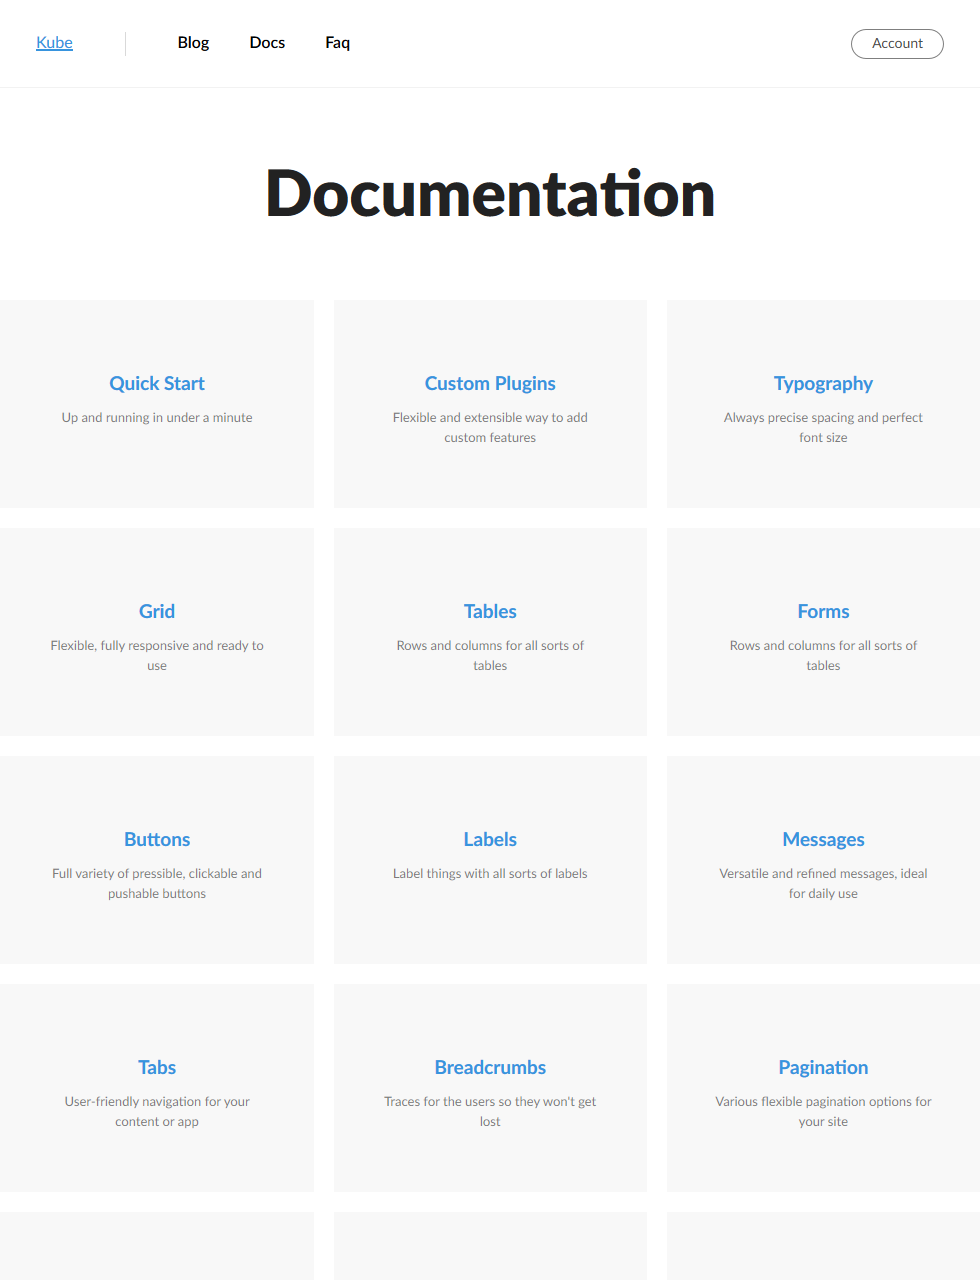 Kube
Blog
Docs
Faq
Account
Documentation
Quick Start
Up and running in under a minute
Custom Plugins
Flexible and extensible way to add
custom features
Typography
Always precise spacing and perfect
font size
Grid
Flexible, fully responsive and ready to
use
Tables
Rows and columns for all sorts of
tables
Forms
Rows and columns for all sorts of
tables
Buttons
Full variety of pressible, clickable and
pushable buttons
Labels
Label things with all sorts of labels
Messages
Versatile and refined messages, ideal
for daily use
Tabs
User-friendly navigation for your
content or app
Breadcrumbs
Traces for the users so they won't get
lost
Pagination
Various flexible pagination options for
your site